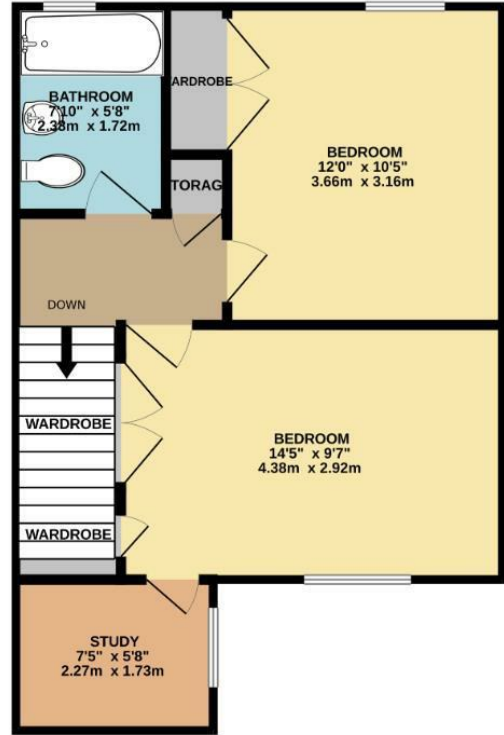 BATHROOM
7'10" x 5'8"
2.38m x 1.72m
ARDROBE
BEDROOM
12'0" x 10'5"
3.66m x 3.16m
TORAG
DOWN
WARDROBE
BEDROOM
14'5" x 9'7"
4.38m x 2.92m
WARDROBE
STUDY
7'5" x 5'8"
2.27m x 1.73m